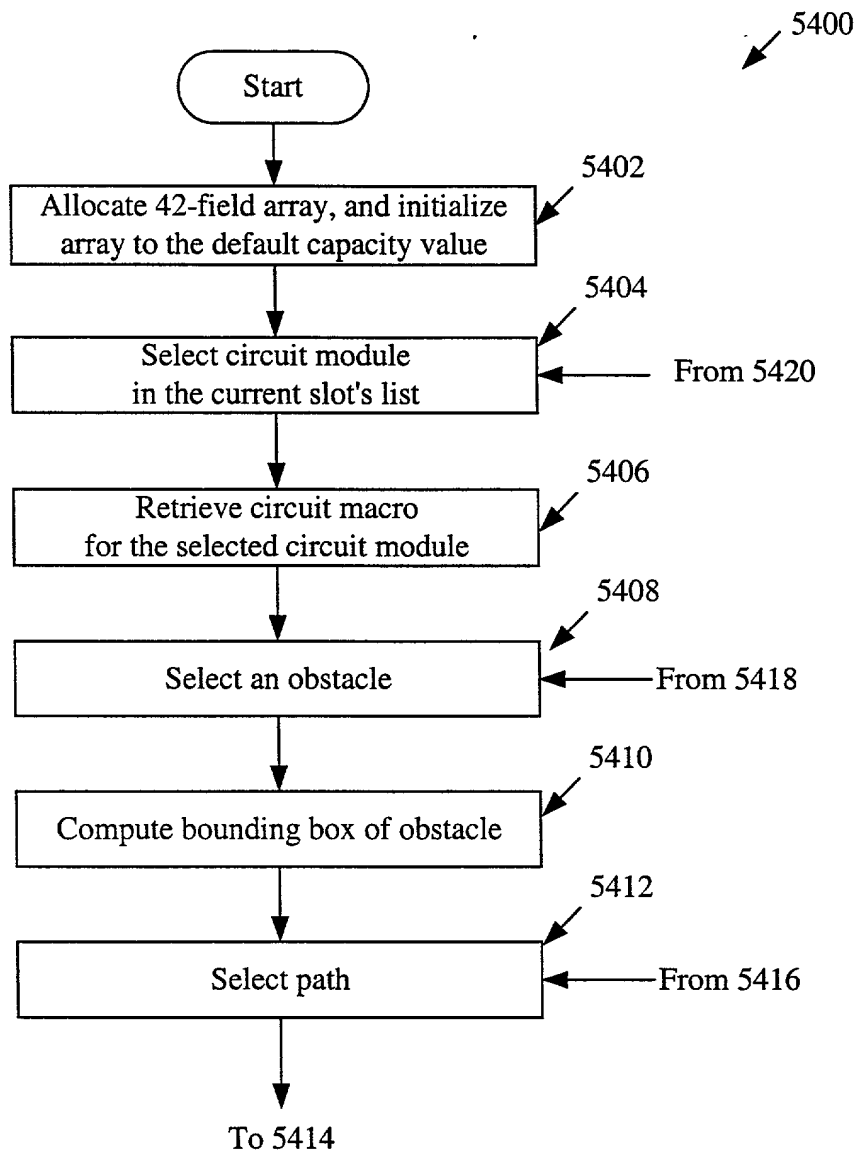 5400
Start
5402
Allocate 42-field array, and initialize
array to the default capacity value
5404
Select circuit module
in the current slot's list
From 5420
5406
Retrieve circuit macro
for the selected circuit module
5408
Select an obstacle
From 5418
5410
Compute bounding box of obstacle
5412
Select path
From 5416
To 5414